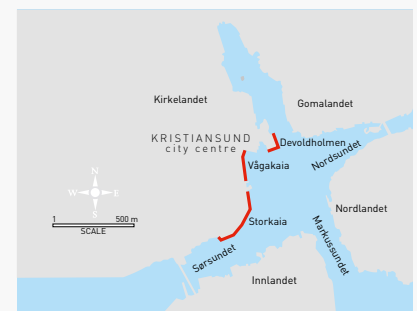 Kirkelandet
Gomalandet
KRISTIANSUND
city centre
Devoldholmen
Nordsundet
Vågakaia
N
W E
S
1 500 m
SCALE
Nordlandet
Storkaia
Markussundet
Sørsundet
Innlandet